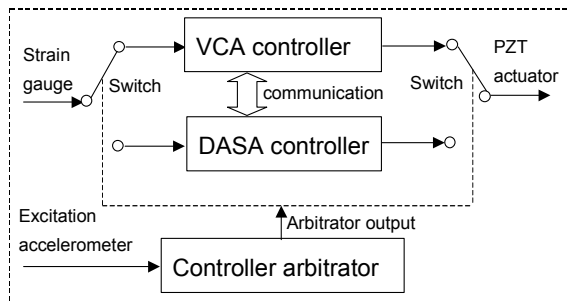 VCA controller
PZT
actuator
Strain
gauge
Switch
Switch
communication
DASA controller
Excitation
accelerometer
Arbitrator output
Controller arbitrator